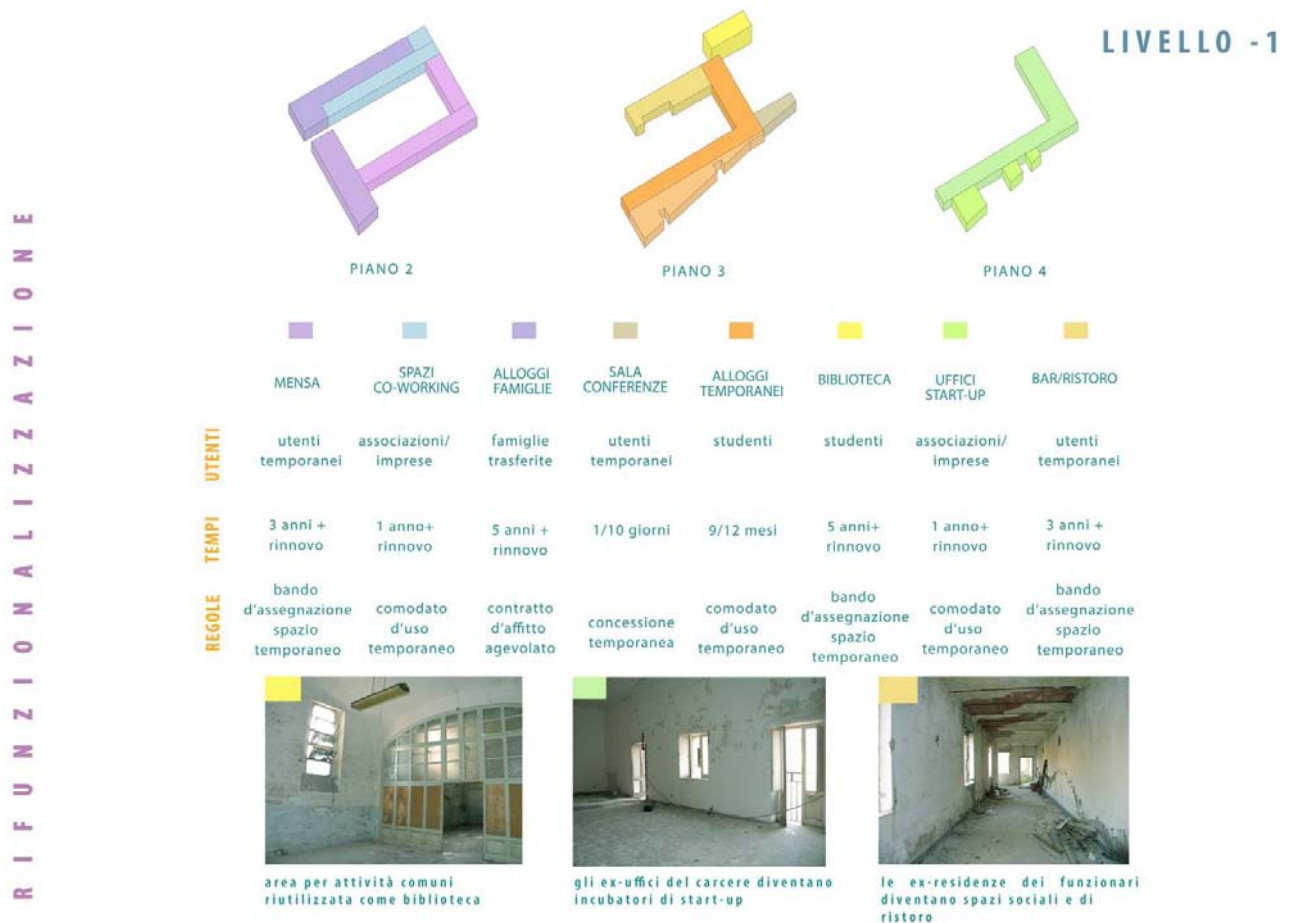 LIVELLO -1
RIFUNZIONALIZZAZIONE
PIANO 2
PIANO 3
PIANO 4
MENSA
SPAZI
CO-WORKING
ALLOGGI
FAMIGLIE
SALA
CONFERENZE
ALLOGGI
TEMPORANEI
BIBLIOTECA
UFFICI
START-UP
BAR/RISTORO
UTENTI
utenti
temporanei
associazioni/
imprese
famiglie
trasferite
utenti
temporanei
studenti
studenti
associazioni/
imprese
utenti
temporanei
TEMPI
3 anni +
rinnovo
1 anno+
rinnovo
5 anni +
rinnovo
1/10 giorni
9/12 mesi
5 anni+
rinnovo
1 anno+
rinnovo
3 anni +
rinnovo
REGOLE
bando
d'assegnazione
spazio
temporaneo
comodato
d'uso
temporaneo
contratto
d'affitto
agevolato
concessione
temporanea
comodato
d'uso
temporaneo
bando
d'assegnazione
spazio
temporaneo
comodato
d'uso
temporaneo
bando
d'assegnazione
spazio
temporaneo
area per attività comuni
riutilizzata come biblioteca
gli ex-uffici del carcere diventano
incubatori di start-up
le ex-residenze dei funzionari
diventano spazi sociali e di
ristoro